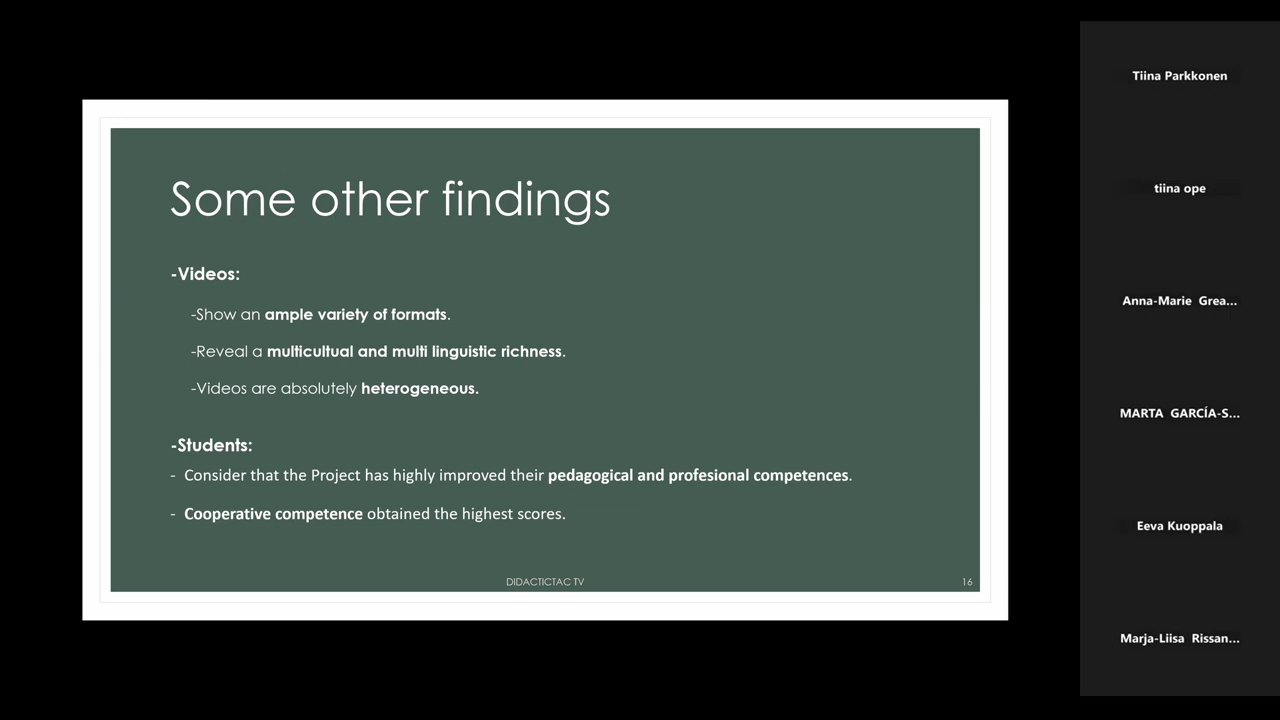 Some other findings
-Videos:
-Show an ample variety of formats.
-Reveal a multicultual and multi linguistic richness.
-Videos are absolutely heterogeneous.
-Students:
- Consider that the Project has highly improved their pedagogical and profesional competences.
- Cooperative competence obtained the highest scores.
DIDACTICTAC TV
16
Tiina Parkkonen
tiina ope
Anna-Marie Grea...
MARTA GARCÍA-S...
Eeva Kuoppala
Marja-Liisa Rissan...